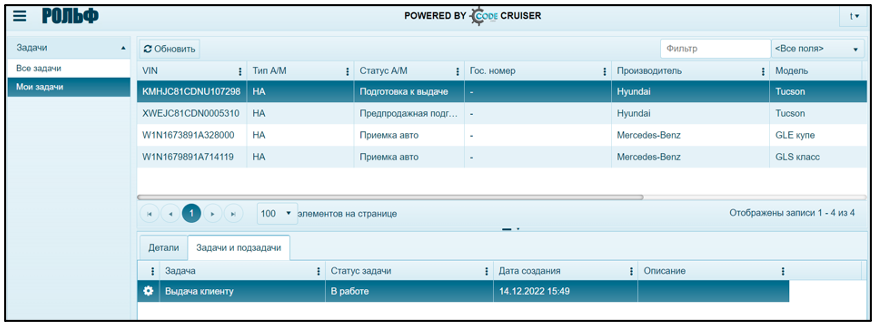 РОЛЬФ POWERED BY CODE CRUISER t
Задачи
Все задачи
Мои задачи
Обновить Фильтр <Все поля>
VIN Тип А/М Статус А/М Гос. номер Производитель Модель
KMHJC81CDNU107298 НА Подготовка к выдаче - Hyundai Tucson
XWEJC81CDN0005310 НА Предпродажная подг... - Hyundai Tucson
W1N1673891A328000 НА Приемка авто - Mercedes-Benz GLE купе
W1N1679891A714119 НА Приемка авто - Mercedes-Benz GLS класс
1 100 элементов на странице Отображены записи 1 - 4 из 4
Детали Задачи и подзадачи
Задача Статус задачи Дата создания Описание
Выдача клиенту В работе 14.12.2022 15:49